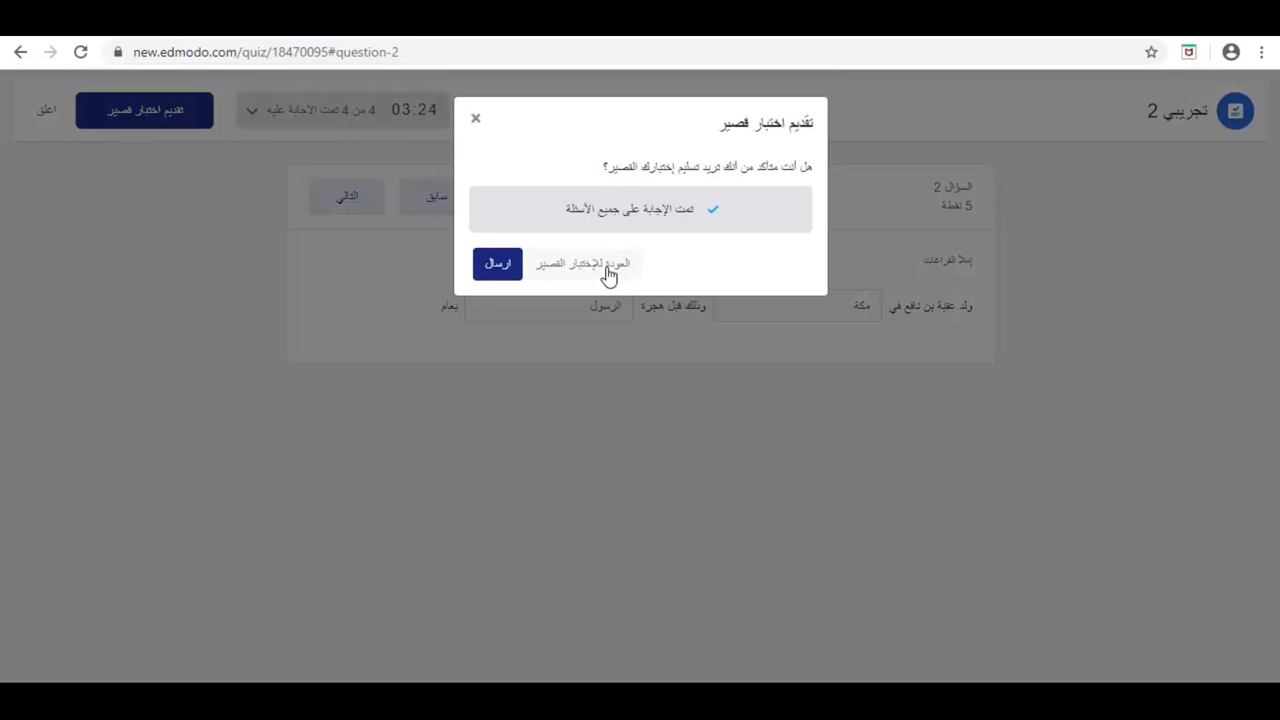 new.edmodo.com/quiz/18470095#question-2
تجريبي 2
03:24
4 من 4 تمت الاجابة عليه
تقديم اختبار قصير
اغلق
تقديم اختبار قصير
×
هل أنت متأكد من أنك تريد تسليم إختبارك القصير؟
تمت الإجابة على جميع الأسئلة
العودة للإختبار القصير
ارسال
السؤال 2
5 نقطة
سابق
التالي
إملأ الفراغات
ولد عقبة بن نافع في مكة وذلك قبل هجرة الرسول بعام